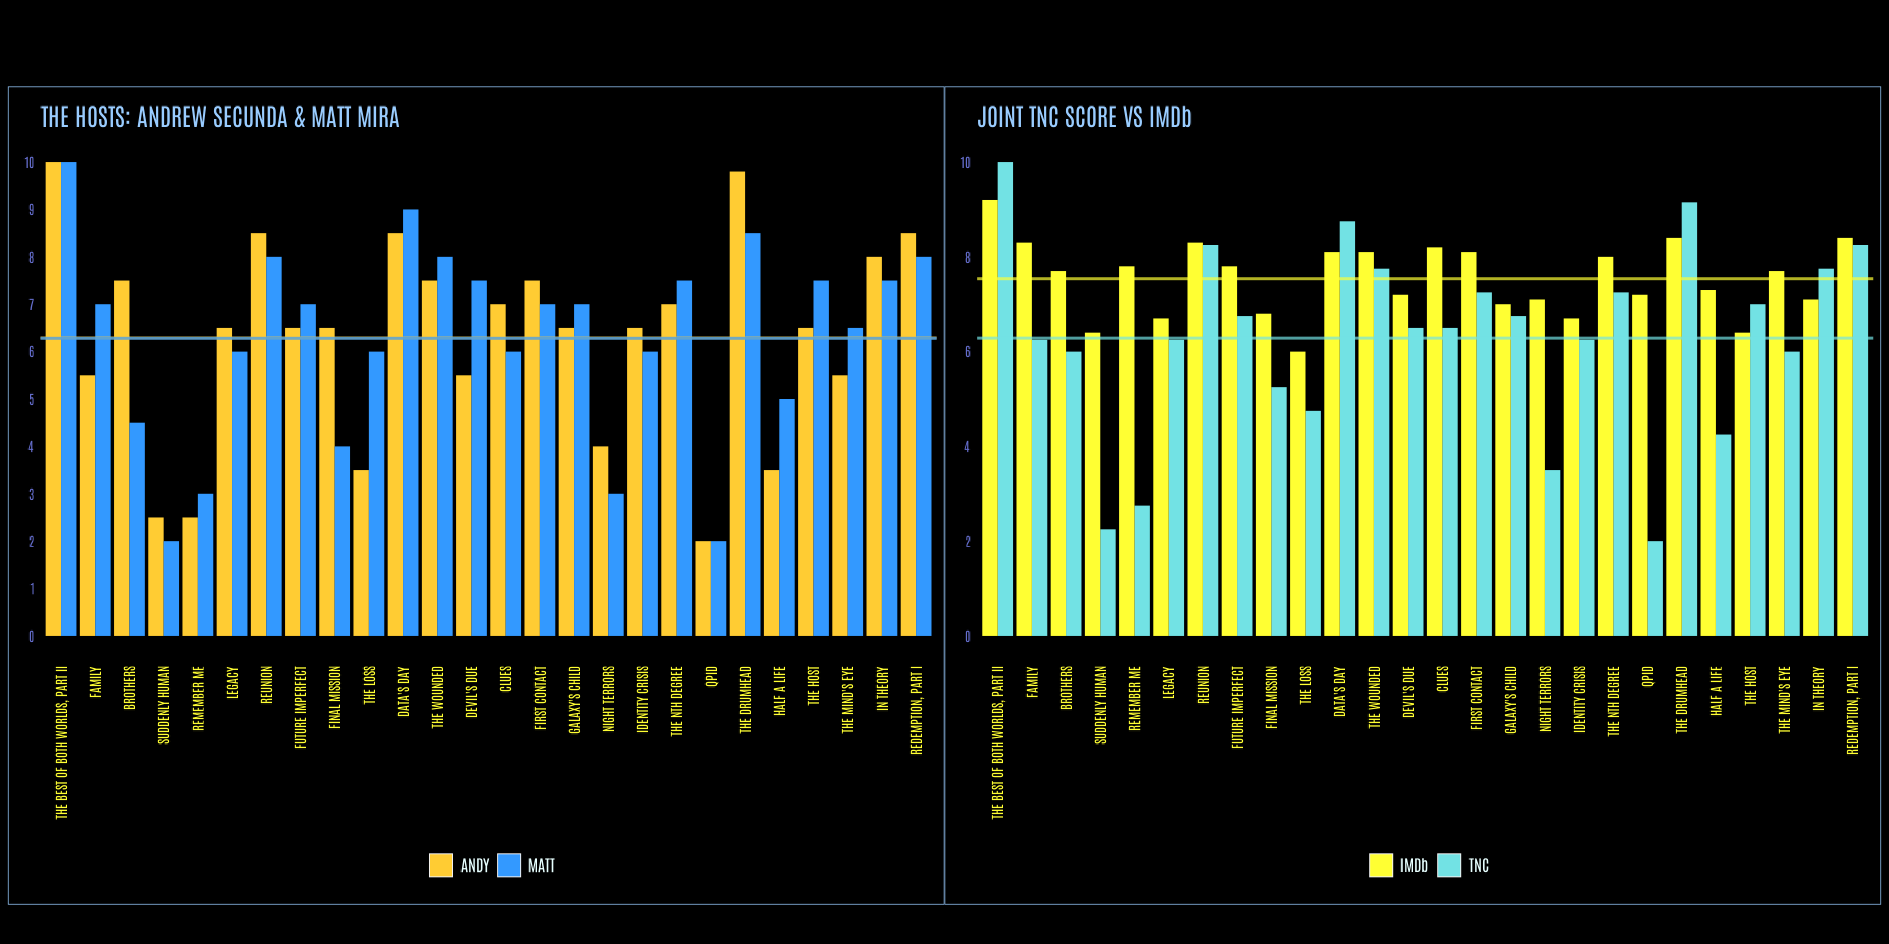 THE HOSTS: ANDREW SECUNDA & MATT MIRA
10
9
8
7
6
5
4
3
2
1
0
THE BEST OF BOTH WORLDS, PART II
FAMILY
BROTHERS
SUDDENLY HUMAN
REMEMBER ME
LEGACY
REUNION
FUTURE IMPERFECT
FINAL MISSION
THE LOSS
DATA'S DAY
THE WOUNDED
DEVIL'S DUE
CLUES
FIRST CONTACT
GALAXY'S CHILD
NIGHT TERRORS
IDENTITY CRISIS
THE NTH DEGREE
QPID
THE DRUMHEAD
HALF A LIFE
THE HOST
THE MIND'S EYE
IN THEORY
REDEMPTION, PART I
ANDY
MATT
JOINT TNC SCORE VS IMDb
10
8
6
4
2
0
THE BEST OF BOTH WORLDS, PART II
FAMILY
BROTHERS
SUDDENLY HUMAN
REMEMBER ME
LEGACY
REUNION
FUTURE IMPERFECT
FINAL MISSION
THE LOSS
DATA'S DAY
THE WOUNDED
DEVIL'S DUE
CLUES
FIRST CONTACT
GALAXY'S CHILD
NIGHT TERRORS
IDENTITY CRISIS
THE NTH DEGREE
QPID
THE DRUMHEAD
HALF A LIFE
THE HOST
THE MIND'S EYE
IN THEORY
REDEMPTION, PART I
IMDb
TNC